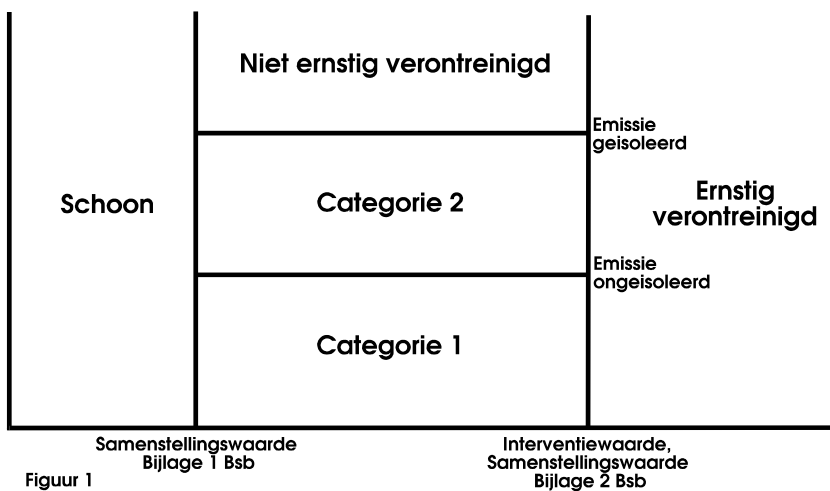 Niet ernstig verontreinigd
Emissie
geisoleerd
Schoon
Categorie 2
Ernstig
verontreinigd
Emissie
ongeisoleerd
Categorie 1
Samenstellingswaarde
Bijlage 1 Bsb
Interventiewaarde,
Samenstellingswaarde
Bijlage 2 Bsb
Figuur 1